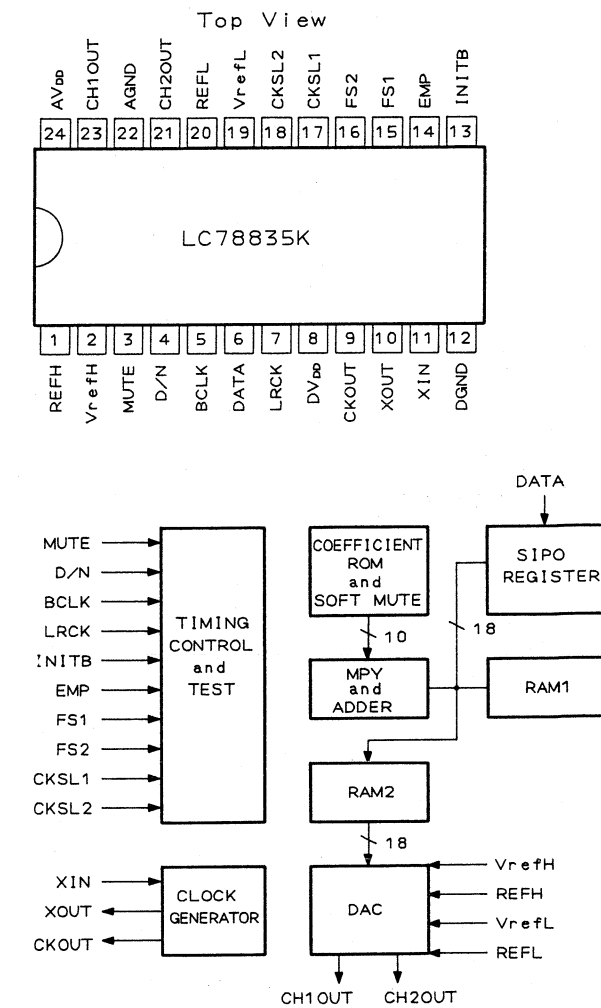 Top View
AVDD
CH1OUT
AGND
CH2OUT
REFL
VrefL
CKSL2
CKSL1
FS2
FS1
EMP
INITB
24 23 22 21 20 19 18 17 16 15 14 13
LC78835K
1 2 3 4 5 6 7 8 9 10 11 12
REFH
VrefH
MUTE
D/N
BCLK
DATA
LRCK
DVDD
CKOUT
XOUT
XIN
DGND
MUTE
D/N
BCLK
LRCK
INITB
EMP
FS1
FS2
CKSL1
CKSL2
TIMING
CONTROL
and
TEST
COEFFICIENT
ROM
and
SOFT MUTE
10
MPY
and
ADDER
DATA
SIPO
REGISTER
18
RAM1
RAM2
18
XIN
XOUT
CKOUT
CLOCK
GENERATOR
DAC
VrefH
REFH
VrefL
REFL
CH1OUT
CH2OUT